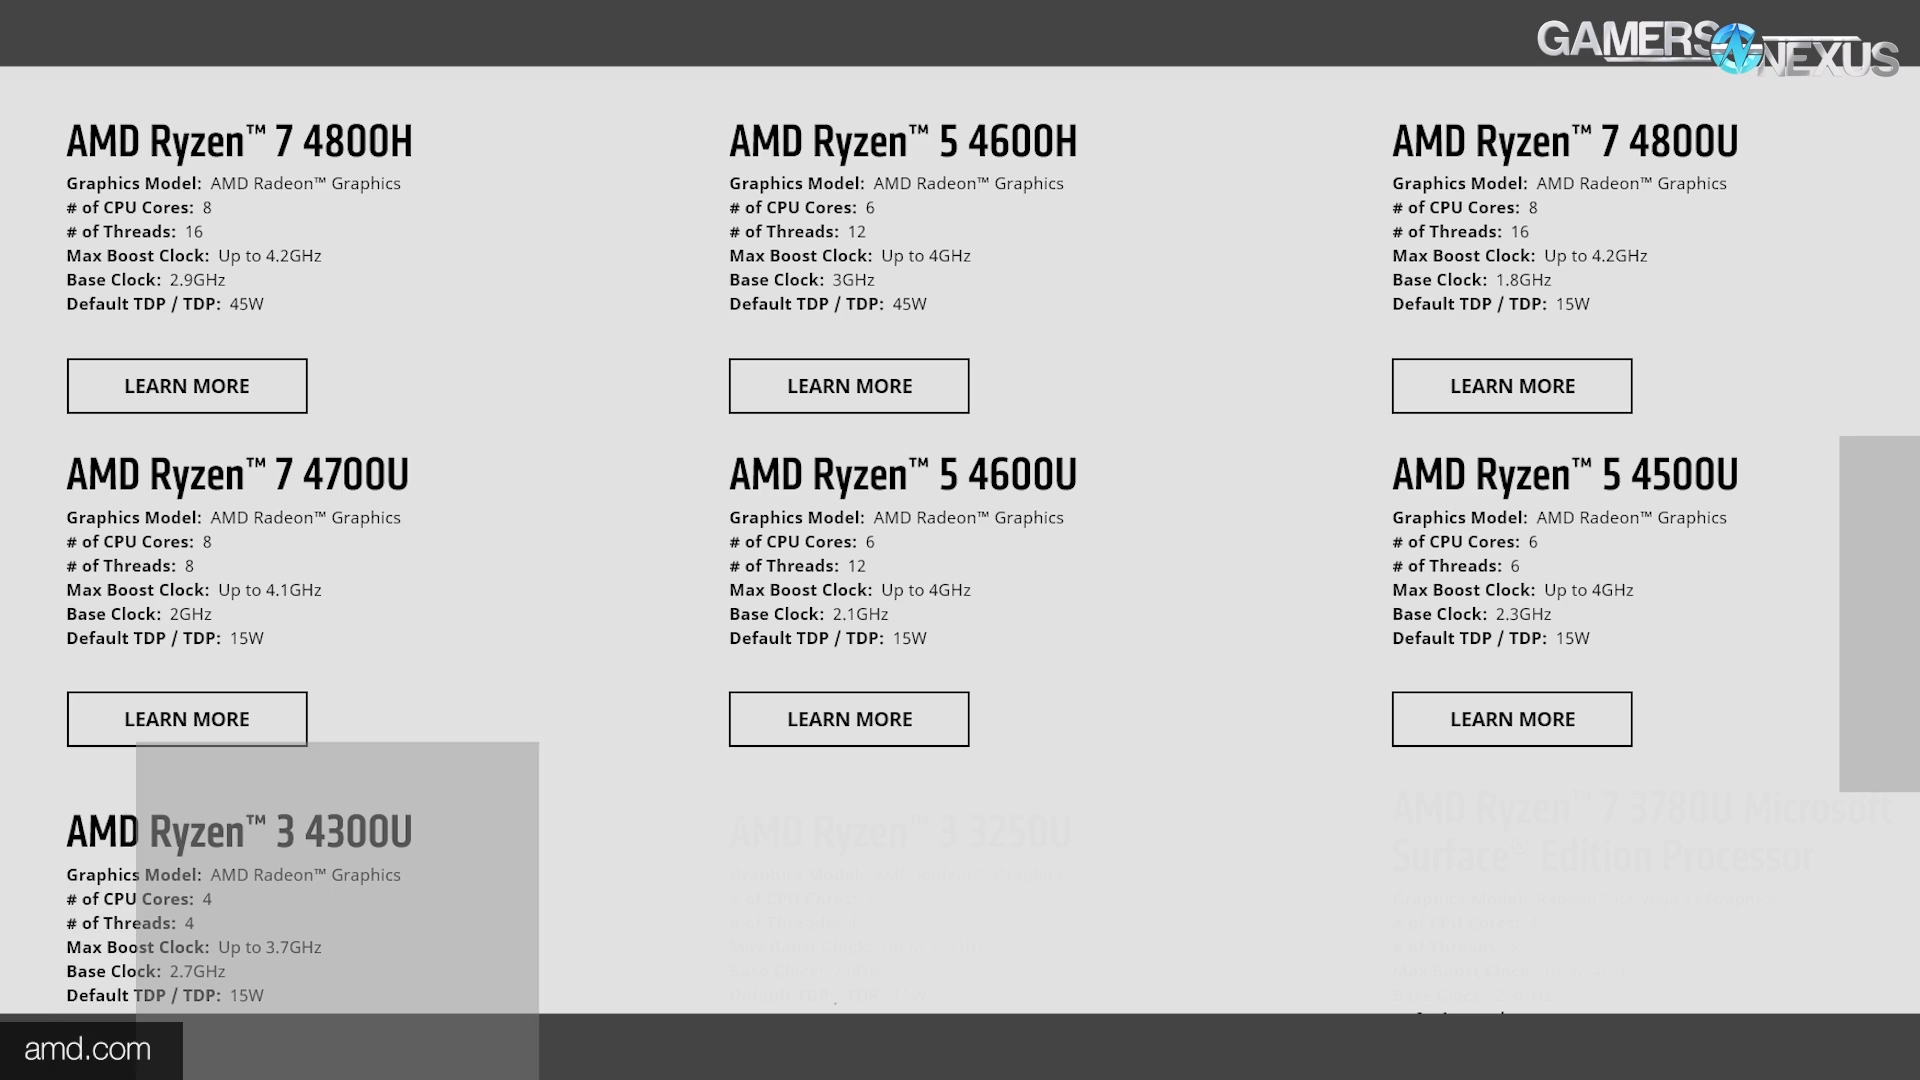 GAMERS NEXUS
AMD Ryzen™ 7 4800H
Graphics Model: AMD Radeon™ Graphics
# of CPU Cores: 8
# of Threads: 16
Max Boost Clock: Up to 4.2GHz
Base Clock: 2.9GHz
Default TDP / TDP: 45W
LEARN MORE
AMD Ryzen™ 5 4600H
Graphics Model: AMD Radeon™ Graphics
# of CPU Cores: 6
# of Threads: 12
Max Boost Clock: Up to 4GHz
Base Clock: 3GHz
Default TDP / TDP: 45W
LEARN MORE
AMD Ryzen™ 7 4800U
Graphics Model: AMD Radeon™ Graphics
# of CPU Cores: 8
# of Threads: 16
Max Boost Clock: Up to 4.2GHz
Base Clock: 1.8GHz
Default TDP / TDP: 15W
LEARN MORE
AMD Ryzen™ 7 4700U
Graphics Model: AMD Radeon™ Graphics
# of CPU Cores: 8
# of Threads: 8
Max Boost Clock: Up to 4.1GHz
Base Clock: 2GHz
Default TDP / TDP: 15W
LEARN MORE
AMD Ryzen™ 5 4600U
Graphics Model: AMD Radeon™ Graphics
# of CPU Cores: 6
# of Threads: 12
Max Boost Clock: Up to 4GHz
Base Clock: 2.1GHz
Default TDP / TDP: 15W
LEARN MORE
AMD Ryzen™ 5 4500U
Graphics Model: AMD Radeon™ Graphics
# of CPU Cores: 6
# of Threads: 6
Max Boost Clock: Up to 4GHz
Base Clock: 2.3GHz
Default TDP / TDP: 15W
LEARN MORE
AMD Ryzen™ 3 4300U
Graphics Model: AMD Radeon™ Graphics
# of CPU Cores: 4
# of Threads: 4
Max Boost Clock: Up to 3.7GHz
Base Clock: 2.7GHz
Default TDP / TDP: 15W
AMD Ryzen™ 3 3250U
AMD Ryzen™ 7 3780U Microsoft
Surface® Edition Processor
amd.com